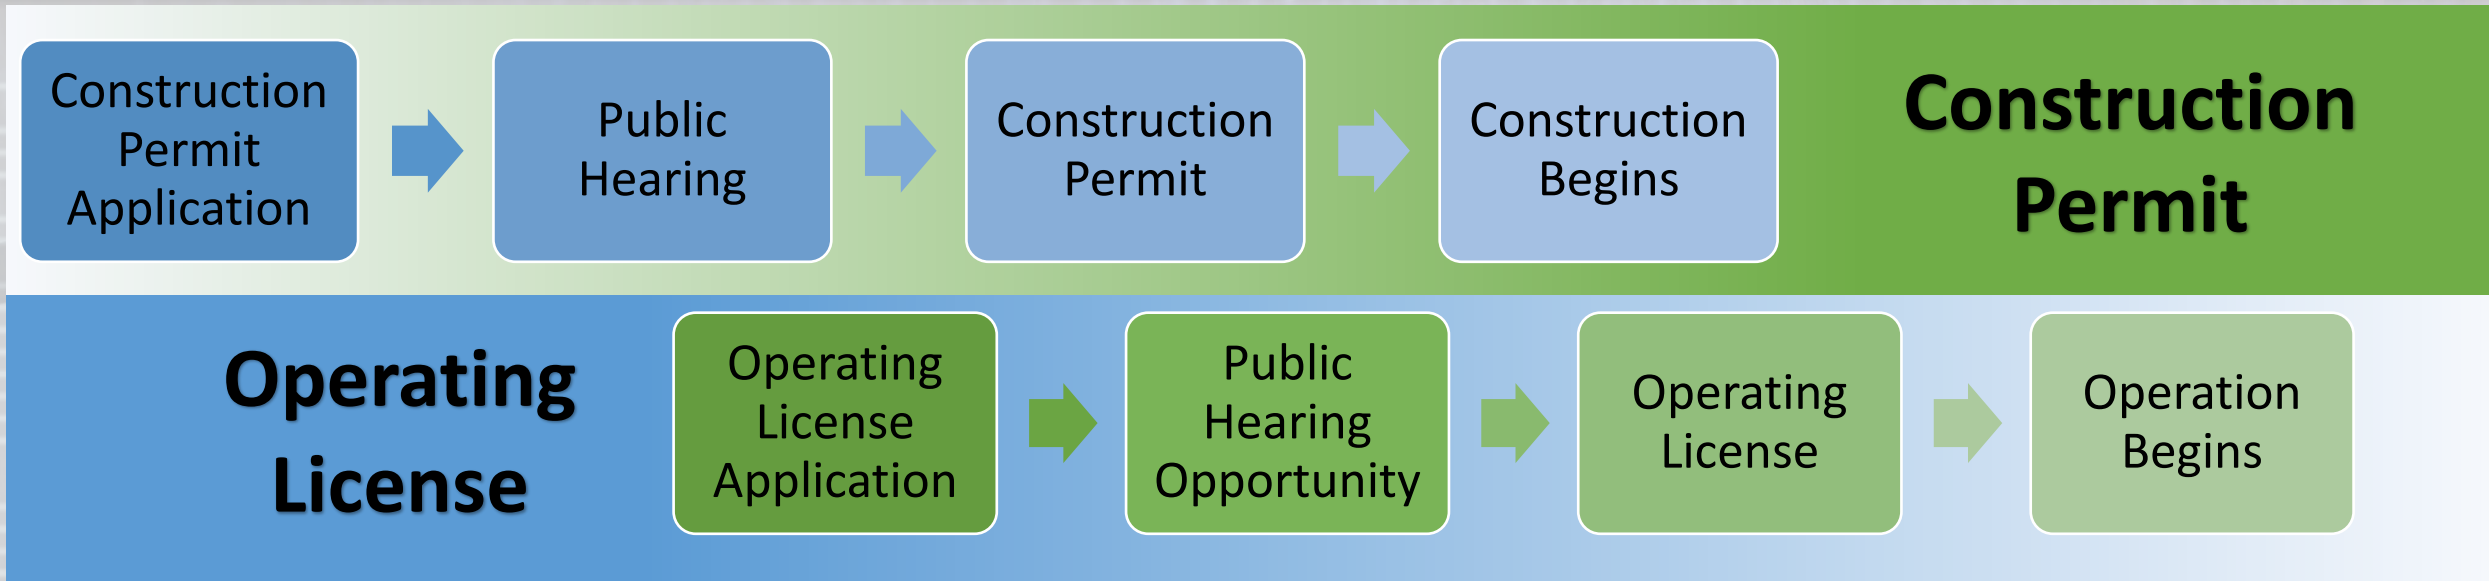 Construction
Permit
Application
Public
Hearing
Construction
Permit
Construction
Begins
Construction
Permit
Operating
License
Operating
License
Application
Public
Hearing
Opportunity
Operating
License
Operation
Begins